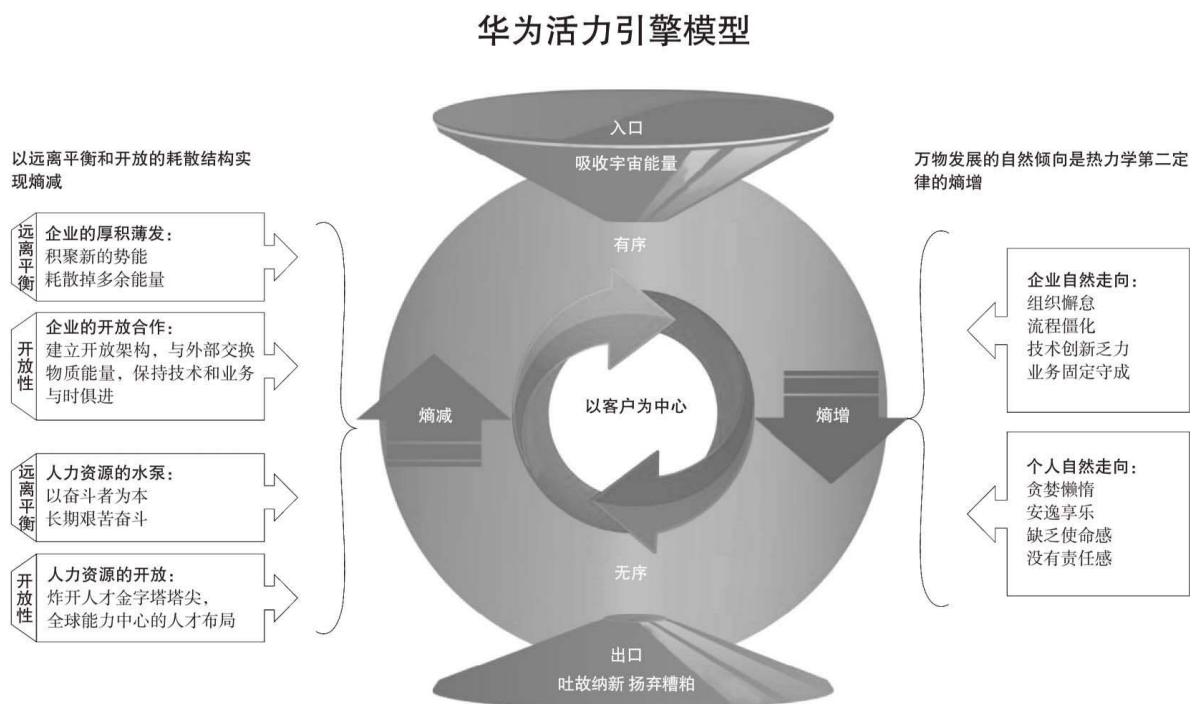 华为活力引擎模型
以远离平衡和开放的耗散结构实
现熵减
远离平衡
企业的厚积薄发：
积聚新的势能
耗散掉多余能量
开放性
企业的开放合作：
建立开放架构，与外部交换
物质能量，保持技术和业务
与时俱进
远离平衡
人力资源的水泵：
以奋斗者为本
长期艰苦奋斗
开放性
人力资源的开放：
炸开人才金字塔塔尖，
全球能力中心的人才布局
入口
吸收宇宙能量
有序
熵减
以客户为中心
熵增
无序
出口
吐故纳新 扬弃糟粕
万物发展的自然倾向是热力学第二定
律的熵增
企业自然走向：
组织懈怠
流程僵化
技术创新乏力
业务固定守成
个人自然走向：
贪婪懒惰
安逸享乐
缺乏使命感
没有责任感